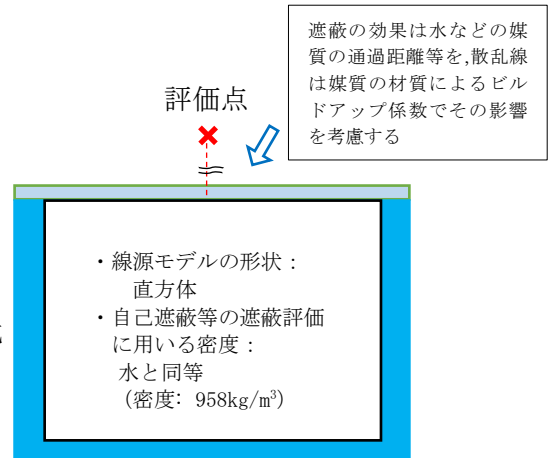 遮蔽の効果は水などの媒
質の通過距離等を,散乱線
は媒質の材質によるビル
ドアップ係数でその影響
を考慮する
評価点
・線源モデルの形状：
直方体
・自己遮蔽等の遮蔽評価
に用いる密度：
水と同等
(密度: 958kg/m³)